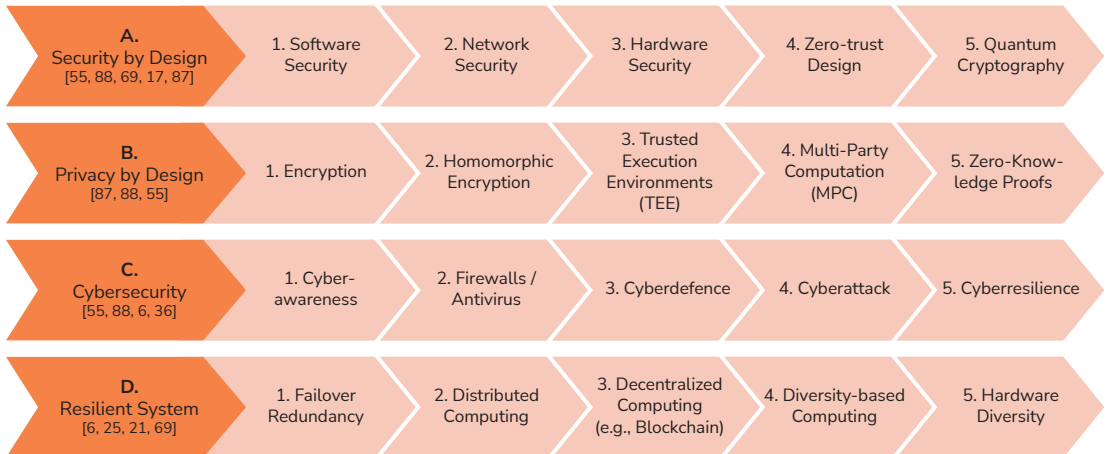 A.
Security by Design
[55, 88, 69, 17, 87]
1. Software
Security
2. Network
Security
3. Hardware
Security
4. Zero-trust
Design
5. Quantum
Cryptography
B.
Privacy by Design
[87, 88, 55]
1. Encryption
2. Homomorphic
Encryption
3. Trusted
Execution
Environments
(TEE)
4. Multi-Party
Computation
(MPC)
5. Zero-Know-
ledge Proofs
C.
Cybersecurity
[55, 88, 6, 36]
1. Cyber-
awareness
2. Firewalls /
Antivirus
3. Cyberdefence
4. Cyberattack
5. Cyberresilience
D.
Resilient System
[6, 25, 21, 69]
1. Failover
Redundancy
2. Distributed
Computing
3. Decentralized
Computing
(e.g., Blockchain)
4. Diversity-based
Computing
5. Hardware
Diversity